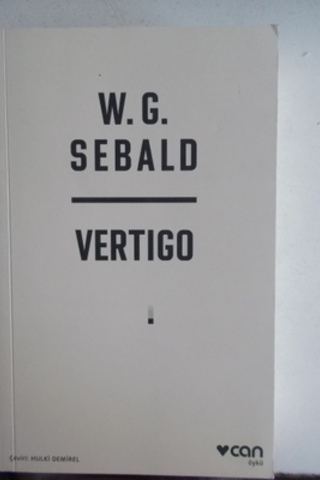 W. G.
SEBALD
VERTIGO
Çeviri: HULKİ DEMİREL
can
öykü